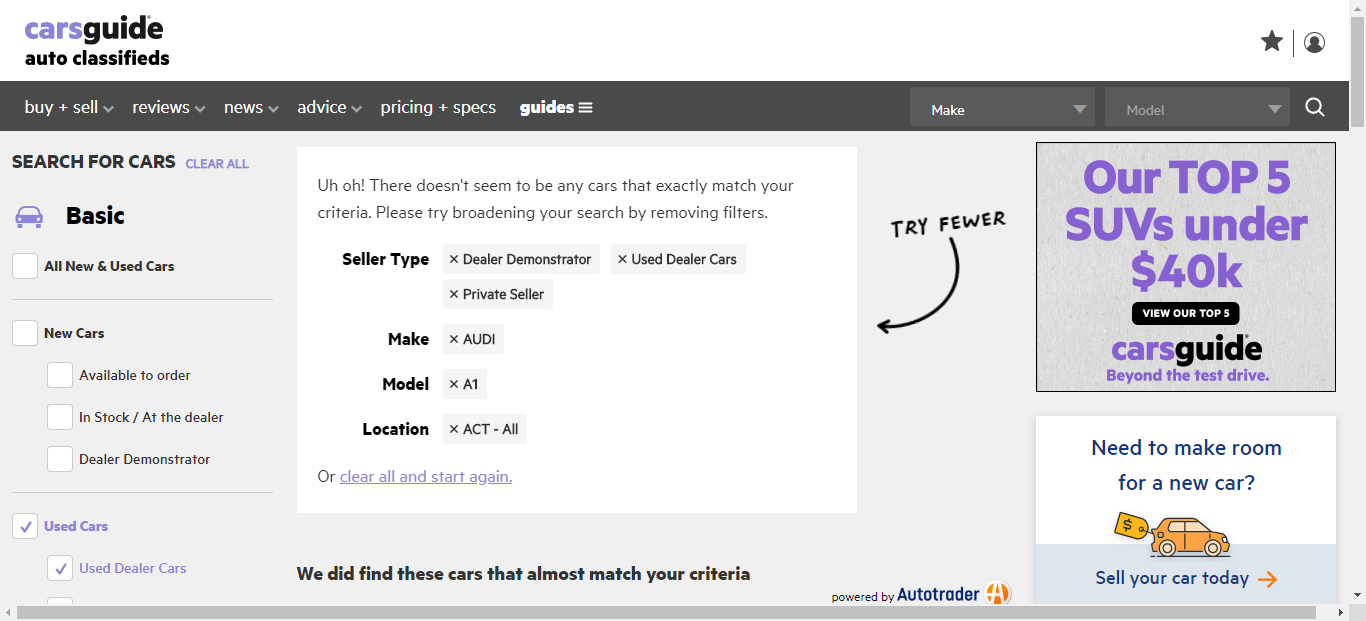 carsguide
auto classifieds
buy + sell reviews news advice pricing + specs guides Make Model
SEARCH FOR CARS CLEAR ALL
Basic
All New & Used Cars
New Cars
Available to order
In Stock / At the dealer
Dealer Demonstrator
Used Cars
Used Dealer Cars
Uh oh! There doesn't seem to be any cars that exactly match your
criteria. Please try broadening your search by removing filters.
Seller Type × Dealer Demonstrator × Used Dealer Cars
× Private Seller
Make × AUDI
Model × A1
Location × ACT - All
Or clear all and start again.
TRY FEWER
We did find these cars that almost match your criteria
powered by Autotrader
Our TOP 5
SUVs under
$40k
VIEW OUR TOP 5
carsguide
Beyond the test drive.
Need to make room
for a new car?
$
Sell your car today